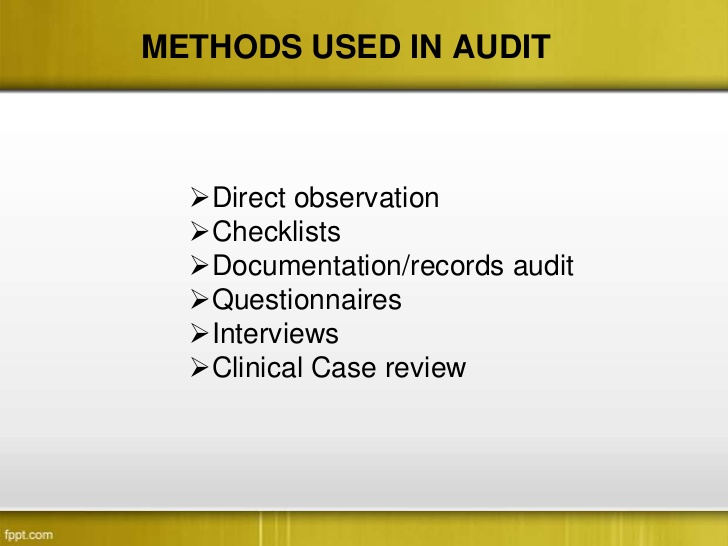 METHODS USED IN AUDIT
➢Direct observation
➢Checklists
➢Documentation/records audit
➢Questionnaires
➢Interviews
➢Clinical Case review
fppt.com